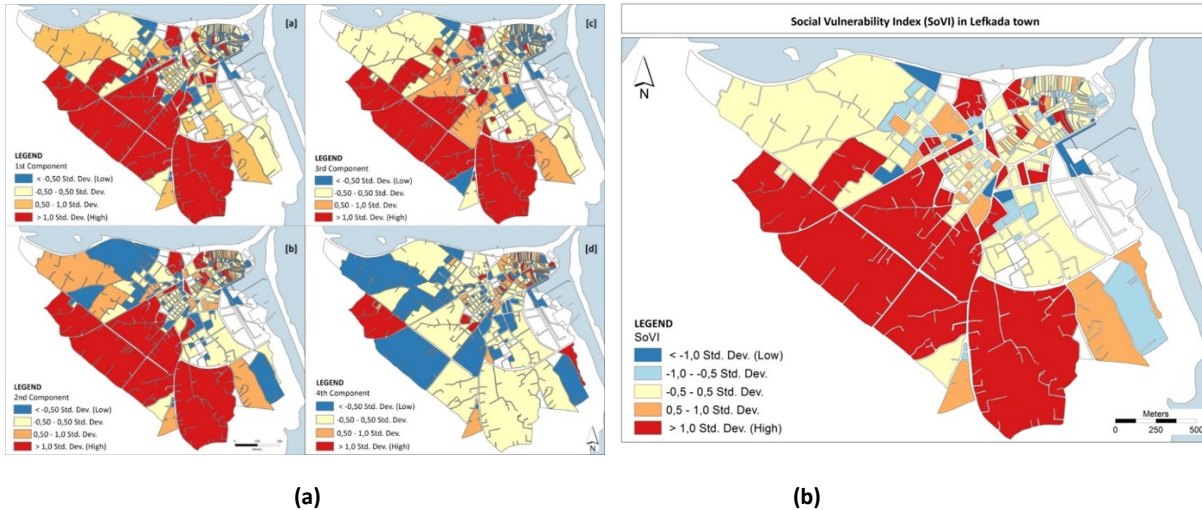 [a]
LEGEND
1st Component
< -0,50 Std. Dev. (Low)
-0,50 - 0,50 Std. Dev.
0,50 - 1,0 Std. Dev.
> 1,0 Std. Dev. (High)
[c]
LEGEND
3rd Component
< -0,50 Std. Dev. (Low)
-0,50 - 0,50 Std. Dev.
0,50 - 1,0 Std. Dev.
> 1,0 Std. Dev. (High)
[b]
LEGEND
2nd Component
< -0,50 Std. Dev. (Low)
-0,50 - 0,50 Std. Dev.
0,50 - 1,0 Std. Dev.
> 1,0 Std. Dev. (High)
[d]
LEGEND
4th Component
< -0,50 Std. Dev. (Low)
-0,50 - 0,50 Std. Dev.
0,50 - 1,0 Std. Dev.
> 1,0 Std. Dev. (High)
N
(a)
Social Vulnerability Index (SoVI) in Lefkada town
N
LEGEND
SoVI
< -1,0 Std. Dev. (Low)
-1,0 - -0,5 Std. Dev.
-0,5 - 0,5 Std. Dev.
0,5 - 1,0 Std. Dev.
> 1,0 Std. Dev. (High)
Meters
0 250 500
(b)